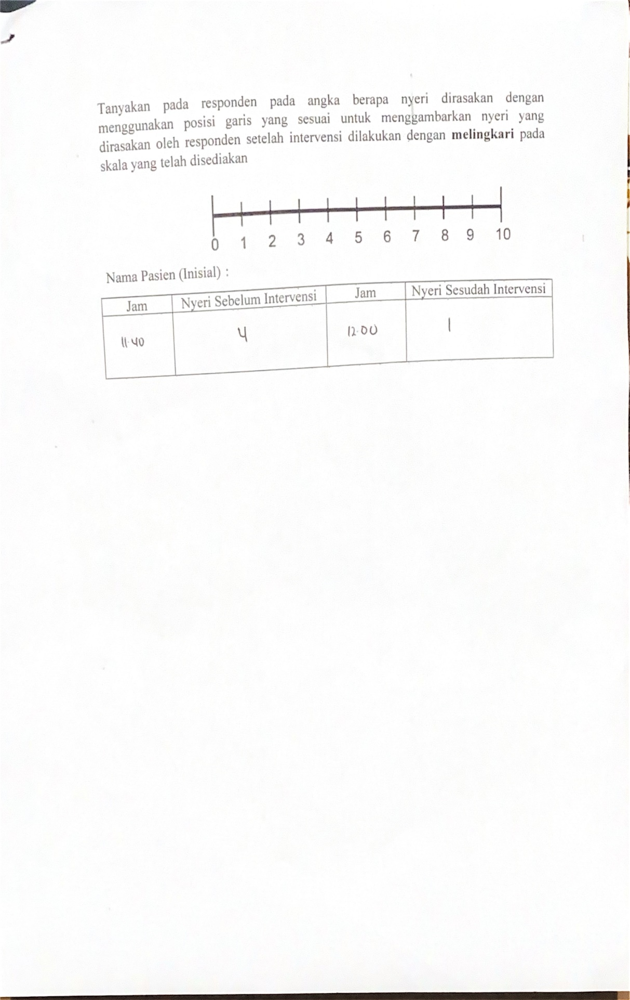 Tanyakan pada responden pada angka berapa nyeri dirasakan dengan
menggunakan posisi garis yang sesuai untuk menggambarkan nyeri yang
dirasakan oleh responden setelah intervensi dilakukan dengan melingkari pada
skala yang telah disediakan
0 1 2 3 4 5 6 7 8 9 10
Nama Pasien (Inisial) :
Jam Nyeri Sebelum Intervensi Jam Nyeri Sesudah Intervensi
11.40 4 12.00 1